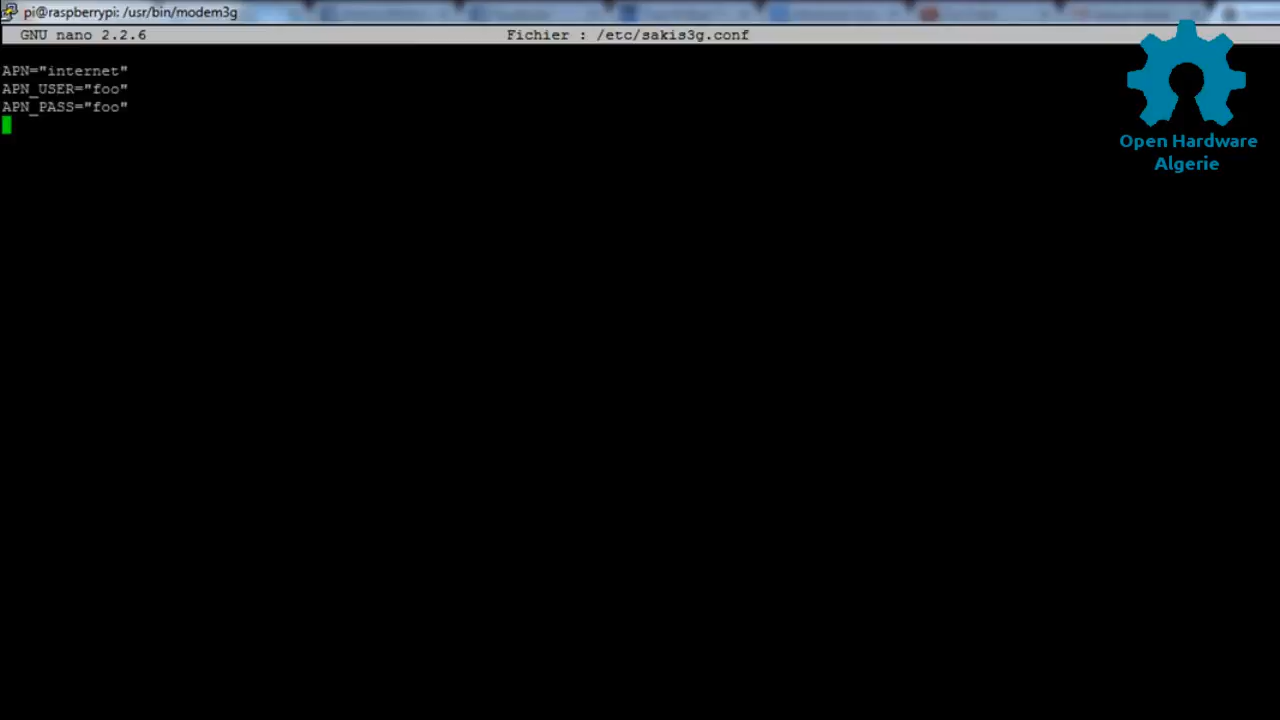 pi@raspberrypi: /usr/bin/modem3g
GNU nano 2.2.6 Fichier : /etc/sakis3g.conf
APN="internet"
APN_USER="foo"
APN_PASS="foo"
Open Hardware
Algerie